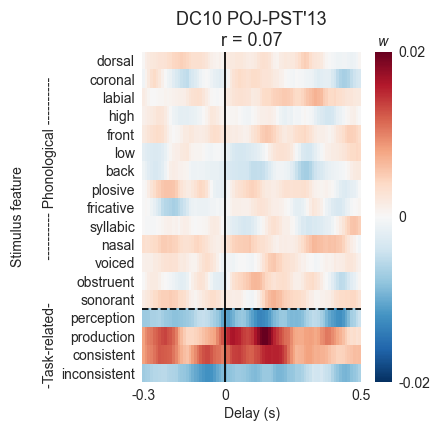 DC10 POJ-PST'13
r = 0.07
w
dorsal
coronal
labial
high
front
low
back
plosive
fricative
syllabic
nasal
voiced
obstruent
sonorant
perception
production
consistent
inconsistent
Stimulus feature
---------- Phonological ----------
-Task-related-
0.02
0
-0.02
-0.3
0
0.5
Delay (s)